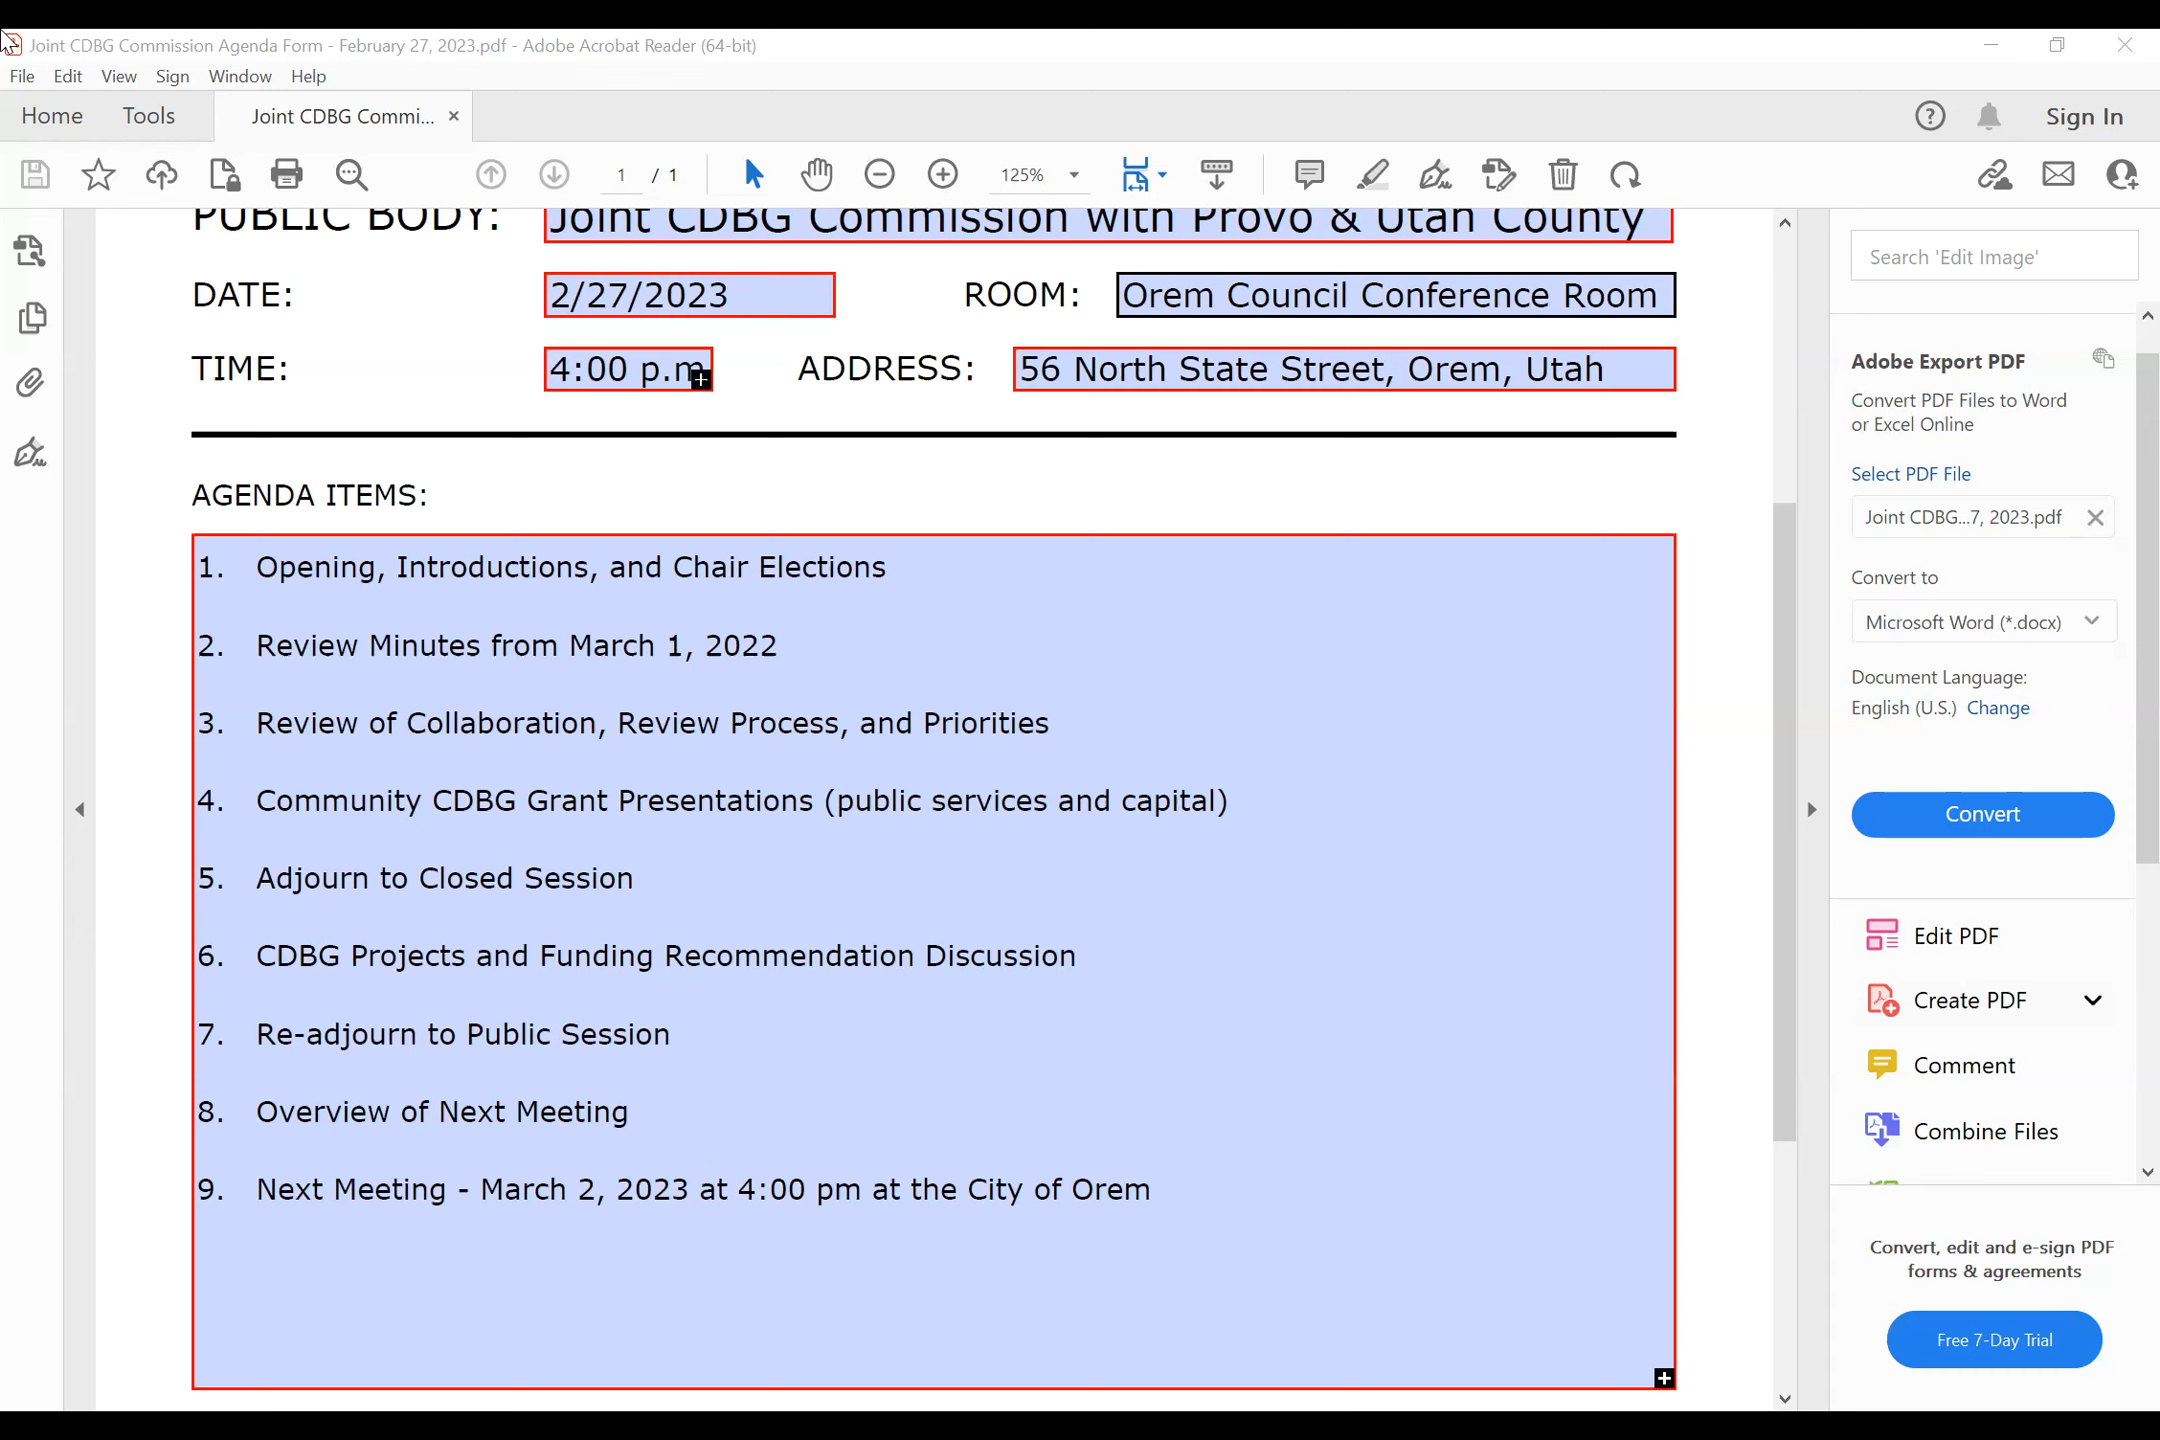 Joint CDBG Commission Agenda Form - February 27, 2023.pdf - Adobe Acrobat Reader (64-bit)
File Edit View Sign Window Help
Home Tools Joint CDBG Commi... Sign In
1 / 1 125%
PUBLIC BODY: Joint CDBG Commission with Provo & Utah County
DATE: 2/27/2023 ROOM: Orem Council Conference Room
TIME: 4:00 p.m ADDRESS: 56 North State Street, Orem, Utah
AGENDA ITEMS:
1. Opening, Introductions, and Chair Elections
2. Review Minutes from March 1, 2022
3. Review of Collaboration, Review Process, and Priorities
4. Community CDBG Grant Presentations (public services and capital)
5. Adjourn to Closed Session
6. CDBG Projects and Funding Recommendation Discussion
7. Re-adjourn to Public Session
8. Overview of Next Meeting
9. Next Meeting - March 2, 2023 at 4:00 pm at the City of Orem
Search 'Edit Image'
Adobe Export PDF
Convert PDF Files to Word
or Excel Online
Select PDF File
Joint CDBG...7, 2023.pdf
Convert to
Microsoft Word (*.docx)
Document Language:
English (U.S.) Change
Convert
Edit PDF
Create PDF
Comment
Combine Files
Convert, edit and e-sign PDF
forms & agreements
Free 7-Day Trial